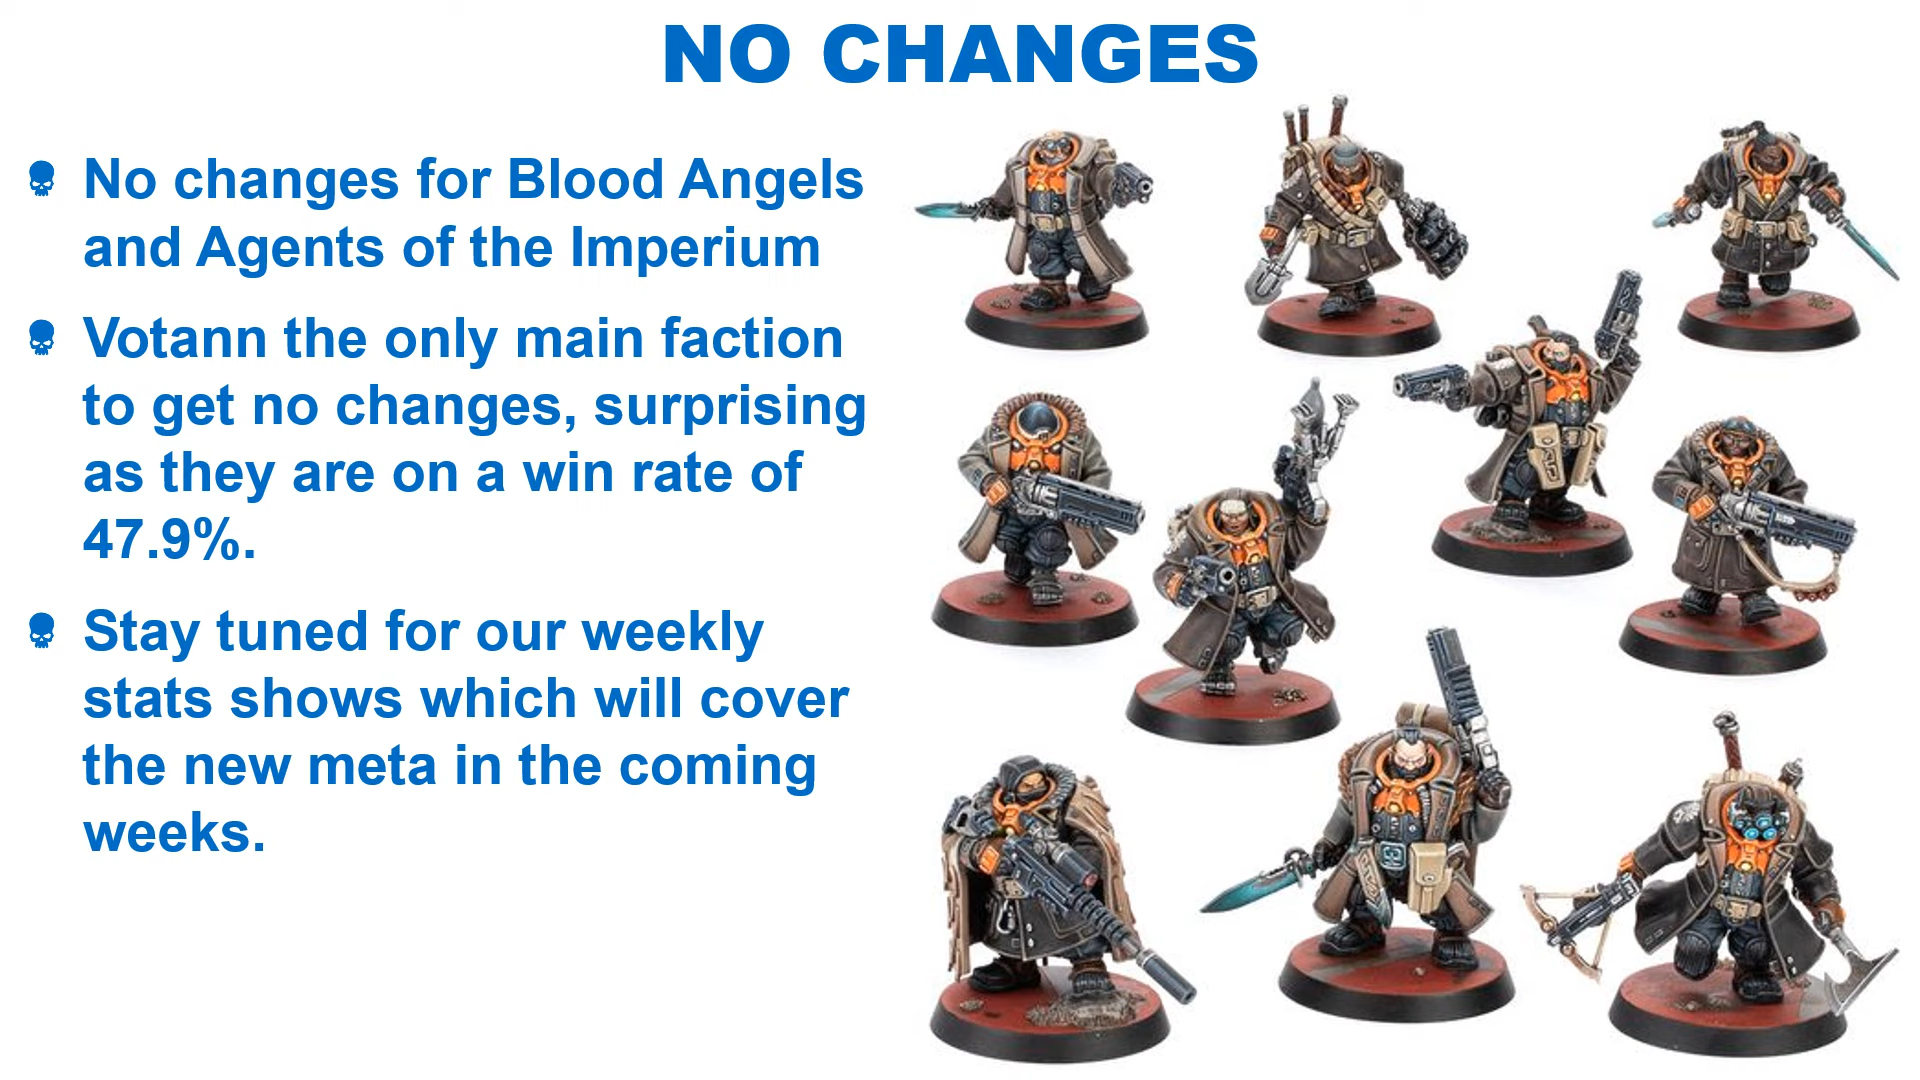 NO CHANGES
No changes for Blood Angels
and Agents of the Imperium
Votann the only main faction
to get no changes, surprising
as they are on a win rate of
47.9%.
Stay tuned for our weekly
stats shows which will cover
the new meta in the coming
weeks.